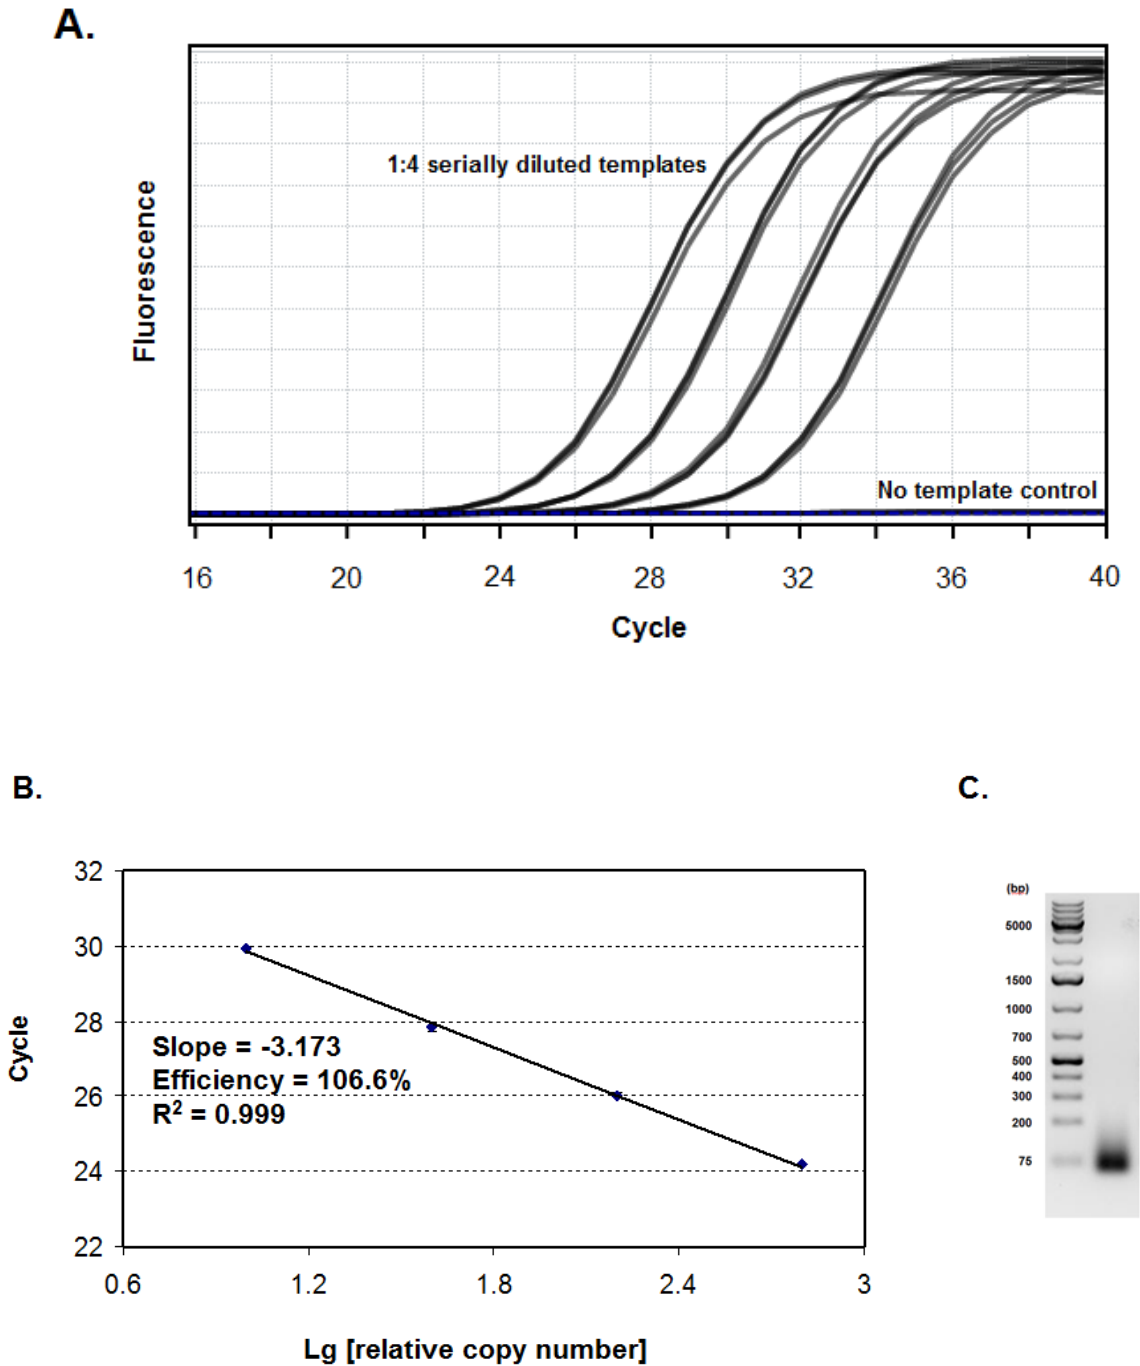 A.
1:4 serially diluted templates
Fluorescence
No template control
16 20 24 28 32 36 40
Cycle
B.
32
30
28
26
24
22
Cycle
Slope = -3.173
Efficiency = 106.6%
R² = 0.999
0.6 1.2 1.8 2.4 3
Lg [relative copy number]
C.
(bp)
5000
1500
1000
700
500
400
300
200
75